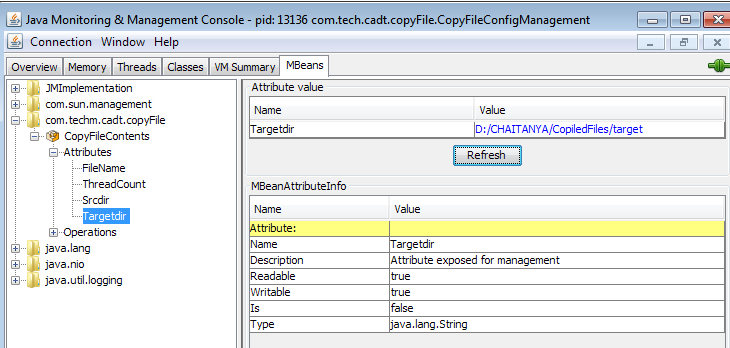 Java Monitoring & Management Console - pid: 13136 com.tech.cadt.copyFile.CopyFileConfigManagement
Connection Window Help
Overview Memory Threads Classes VM Summary MBeans
JMImplementation
com.sun.management
com.techm.cadt.copyFile
CopyFileContents
Attributes
FileName
ThreadCount
Srcdir
Targetdir
Operations
java.lang
java.nio
java.util.logging
Attribute value
Name Value
Targetdir D:/CHAITANYA/CopiledFiles/target
Refresh
MBeanAttributeInfo
Name Value
Attribute:
Name Targetdir
Description Attribute exposed for management
Readable true
Writable true
Is false
Type java.lang.String